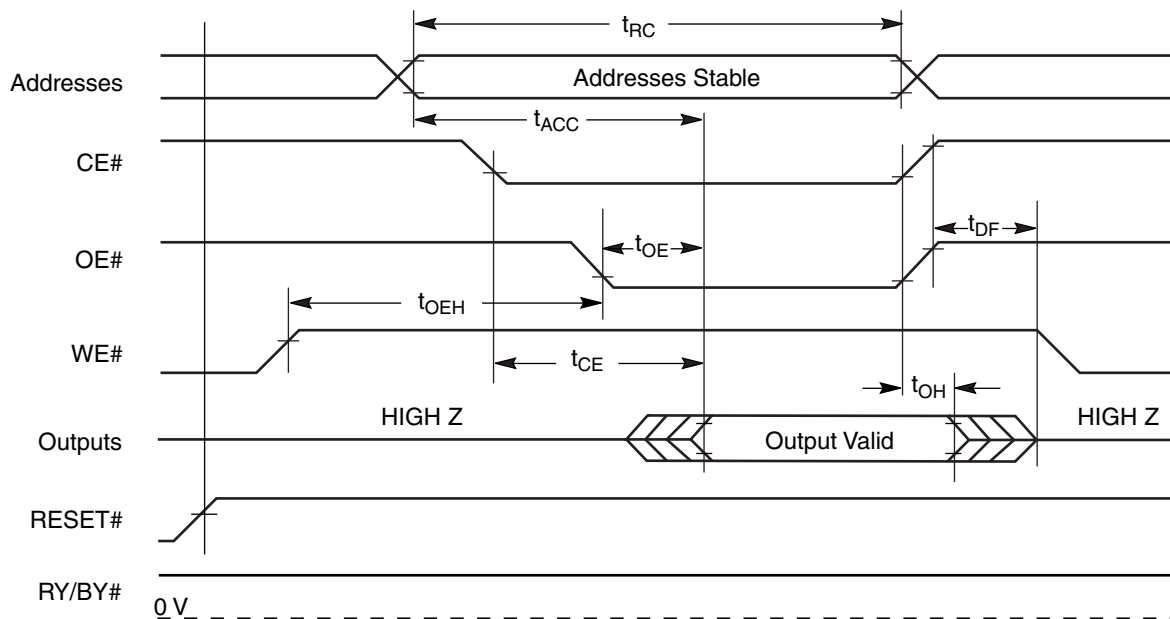 tRC
Addresses
Addresses Stable
tACC
CE#
tDF
tOE
OE#
tOEH
WE#
tCE
tOH
HIGH Z
HIGH Z
Outputs
Output Valid
RESET#
RY/BY#
0 V